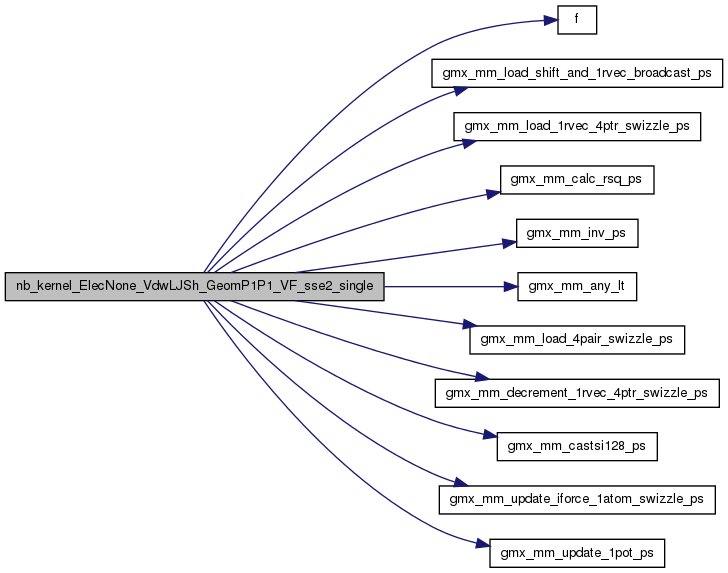 f
gmx_mm_load_shift_and_1rvec_broadcast_ps
gmx_mm_load_1rvec_4ptr_swizzle_ps
gmx_mm_calc_rsq_ps
gmx_mm_inv_ps
nb_kernel_ElecNone_VdwLJSh_GeomP1P1_VF_sse2_single
gmx_mm_any_lt
gmx_mm_load_4pair_swizzle_ps
gmx_mm_decrement_1rvec_4ptr_swizzle_ps
gmx_mm_castsi128_ps
gmx_mm_update_iforce_1atom_swizzle_ps
gmx_mm_update_1pot_ps